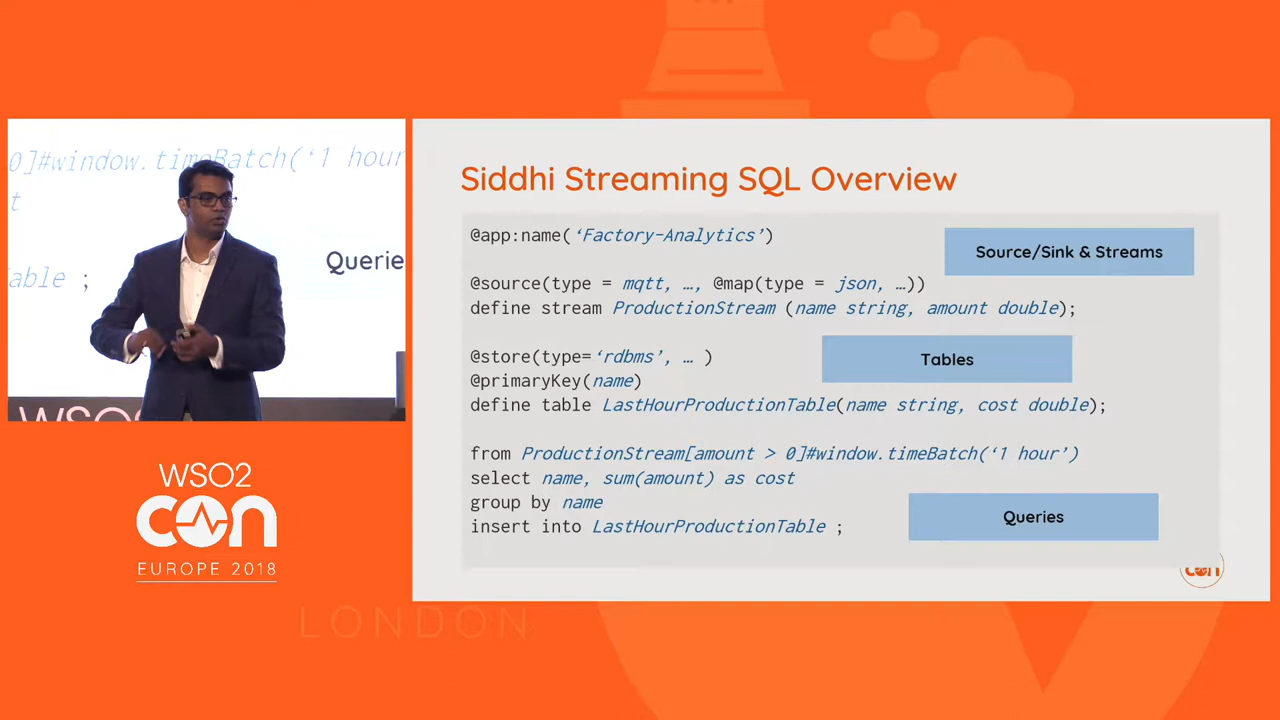 0]#window.timeBatch('1 hour
t
Querie
able ;
WSO2
WSO2
CON
EUROPE 2018
LONDON
Siddhi Streaming SQL Overview
@app:name('Factory-Analytics')
Source/Sink & Streams
@source(type = mqtt, …, @map(type = json, …))
define stream ProductionStream (name string, amount double);
@store(type='rdbms', … )
Tables
@primaryKey(name)
define table LastHourProductionTable(name string, cost double);
from ProductionStream[amount > 0]#window.timeBatch('1 hour')
select name, sum(amount) as cost
group by name
Queries
insert into LastHourProductionTable ;
con